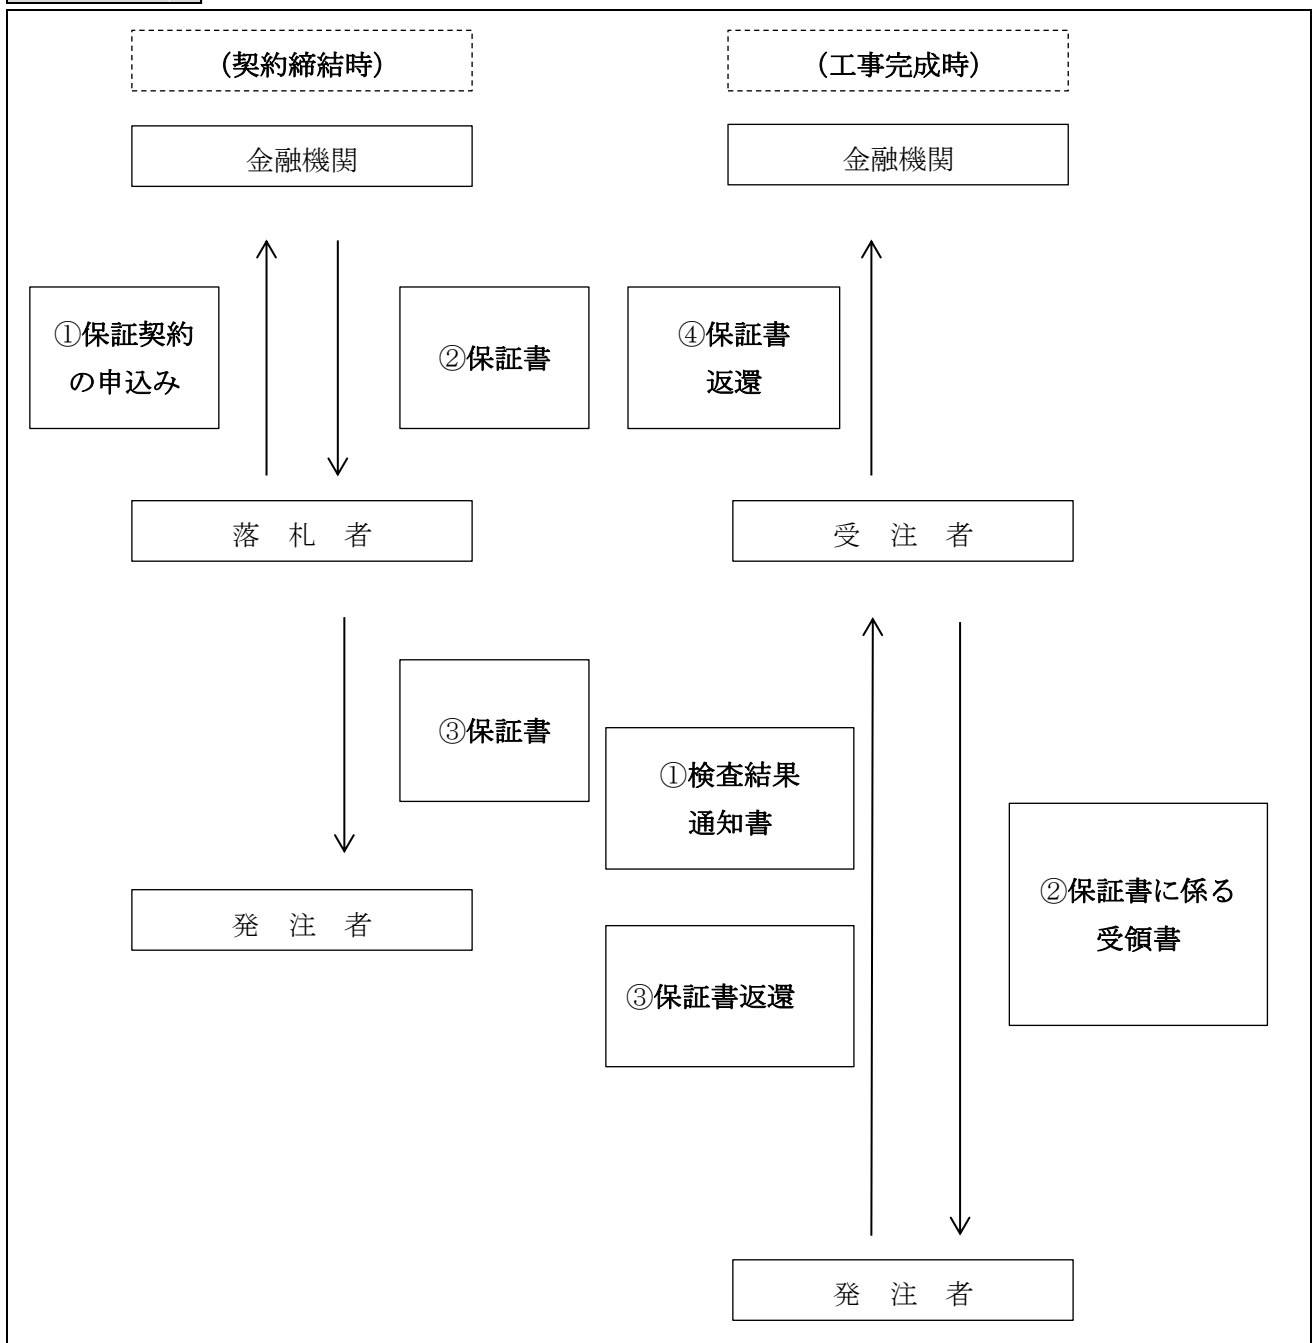 (契約締結時)
金融機関
①保証契約
の申込み
②保証書
落 札 者
③保証書
発 注 者
(工事完成時)
金融機関
④保証書
返還
受 注 者
①検査結果
通知書
②保証書に係る
受領書
③保証書返還
発 注 者